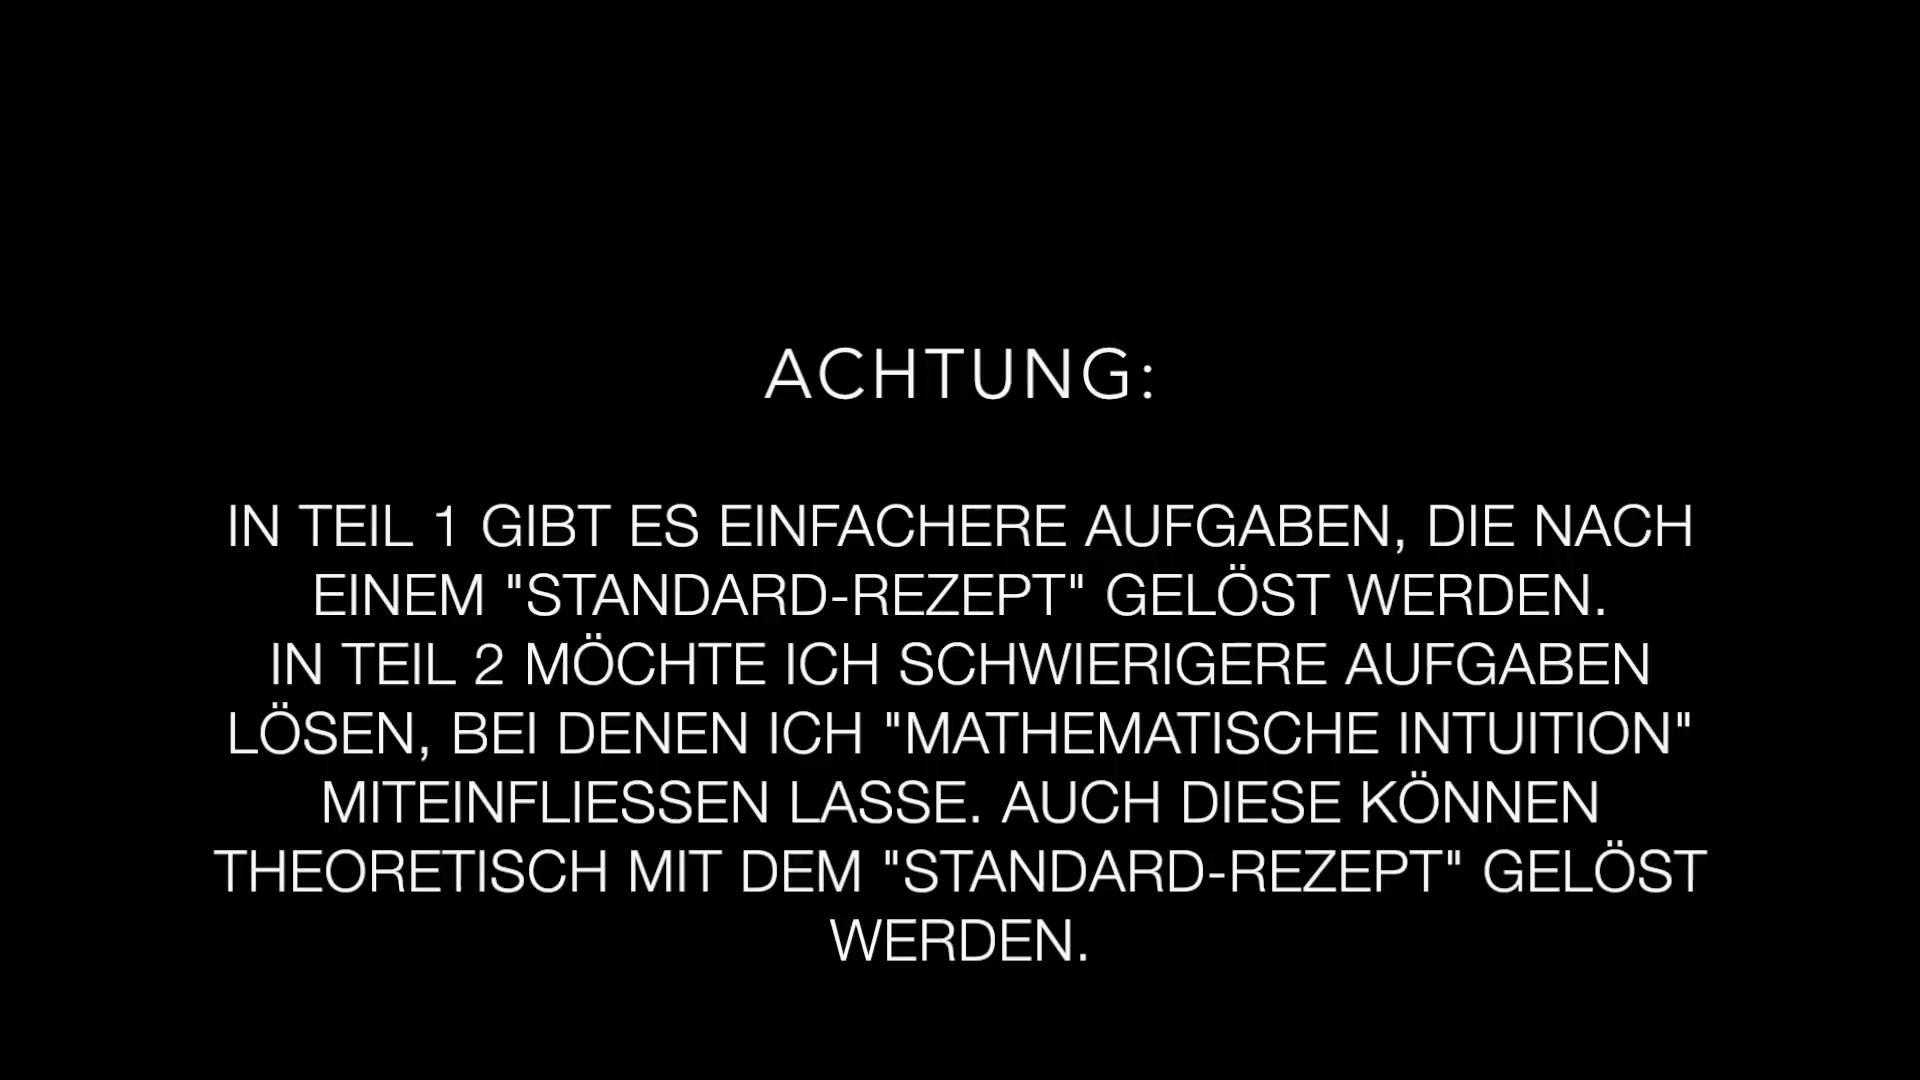 ACHTUNG:
IN TEIL 1 GIBT ES EINFACHERE AUFGABEN, DIE NACH
EINEM "STANDARD-REZEPT" GELÖST WERDEN.
IN TEIL 2 MÖCHTE ICH SCHWIERIGERE AUFGABEN
LÖSEN, BEI DENEN ICH "MATHEMATISCHE INTUITION"
MITEINFLIESSEN LASSE. AUCH DIESE KÖNNEN
THEORETISCH MIT DEM "STANDARD-REZEPT" GELÖST
WERDEN.